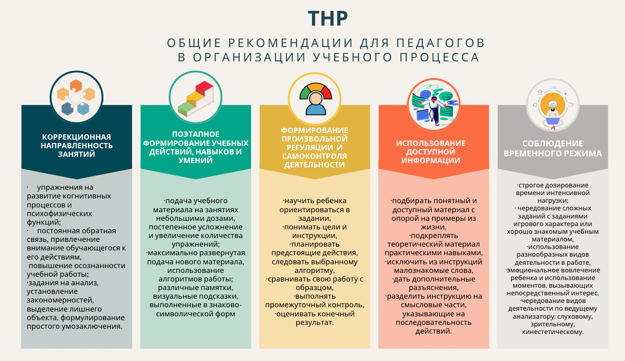 ТНР
ОБЩИЕ РЕКОМЕНДАЦИИ ДЛЯ ПЕДАГОГОВ
В ОРГАНИЗАЦИИ УЧЕБНОГО ПРОЦЕССА
КОРРЕКЦИОННАЯ
НАПРАВЛЕННОСТЬ
ЗАНЯТИЙ
· упражнения на
развитие когнитивных
процессов и
психофизических
функций;
· постоянная обратная
связь, привлечение
внимание обучающегося к
его действиям,
повышение осознанности
учебной работы;
·задания на анализ,
установление
закономерностей,
выделение лишнего
объекта, формулирование
простого умозаключения.
ПОЭТАПНОЕ
ФОРМИРОВАНИЕ УЧЕБНЫХ
ДЕЙСТВИЙ, НАВЫКОВ И
УМЕНИЙ
·подача учебного
материала на занятиях
небольшими дозами,
постепенное усложнение
и увеличение количества
упражнений;
·максимально развернутая
подача нового материала,
использование
алгоритмов работы;
различные памятки,
визуальные подсказки,
выполненные в знаково-
символической форм
ФОРМИРОВАНИЕ
ПРОИЗВОЛЬНОЙ
РЕГУЛЯЦИИ И
САМОКОНТРОЛЯ
ДЕЯТЕЛЬНОСТИ
·научить ребенка
ориентироваться в
задании,
·понимать цели и
инструкции,
·планировать
предстоящие действия,
следовать выбранному
алгоритму,
·сравнивать свою работу с
образцом,
·выполнять
промежуточный контроль,
·оценивать конечный
результат.
ИСПОЛЬЗОВАНИЕ
ДОСТУПНОЙ
ИНФОРМАЦИИ
·подбирать понятный и
доступный материал с
опорой на примеры из
жизни,
·подкреплять
теоретический материал
практическими навыками,
·исключить из инструкций
малознакомые слова,
·дать дополнительные
разъяснения,
·разделить инструкцию на
смысловые части,
указывающие на
последовательность
действий.
СОБЛЮДЕНИЕ
ВРЕМЕННОГО РЕЖИМА
·строгое дозирование
времени интенсивной
нагрузки;
· чередование сложных
заданий с заданиями
игрового характера или
хорошо знакомым учебным
материалом,
·использование
разнообразных видов
деятельности в работе,
·эмоциональное вовлечение
ребенка и использование
моментов, вызывающих
непосредственный интерес,
·чередование видов
деятельности по ведущему
анализатору: слуховому,
зрительному,
кинестетическому.